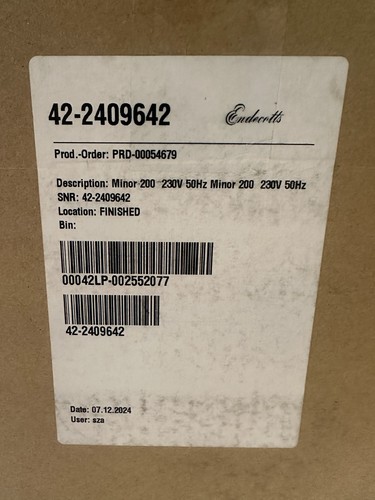 42-2409642 Endecotts
Prod.-Order: PRD-00054679
Description: Minor 200 230V 50Hz Minor 200 230V 50Hz
SNR: 42-2409642
Location: FINISHED
Bin:
00042LP-002552077
42-2409642
Date: 07.12.2024
User: sza